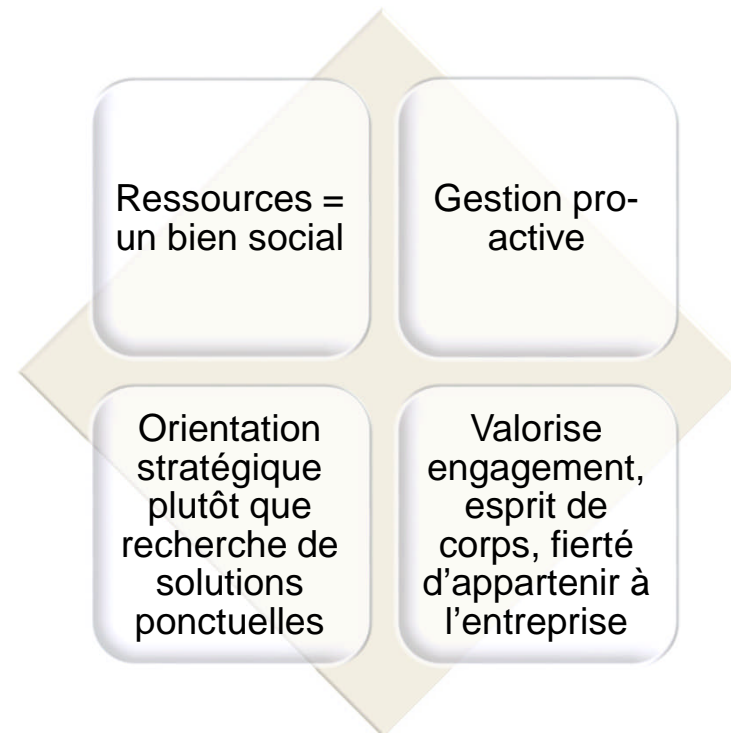 Ressources =
un bien social
Gestion pro-
active
Orientation
stratégique
plutôt que
recherche de
solutions
ponctuelles
Valorise
engagement,
esprit de
corps, fierté
d'appartenir à
l'entreprise